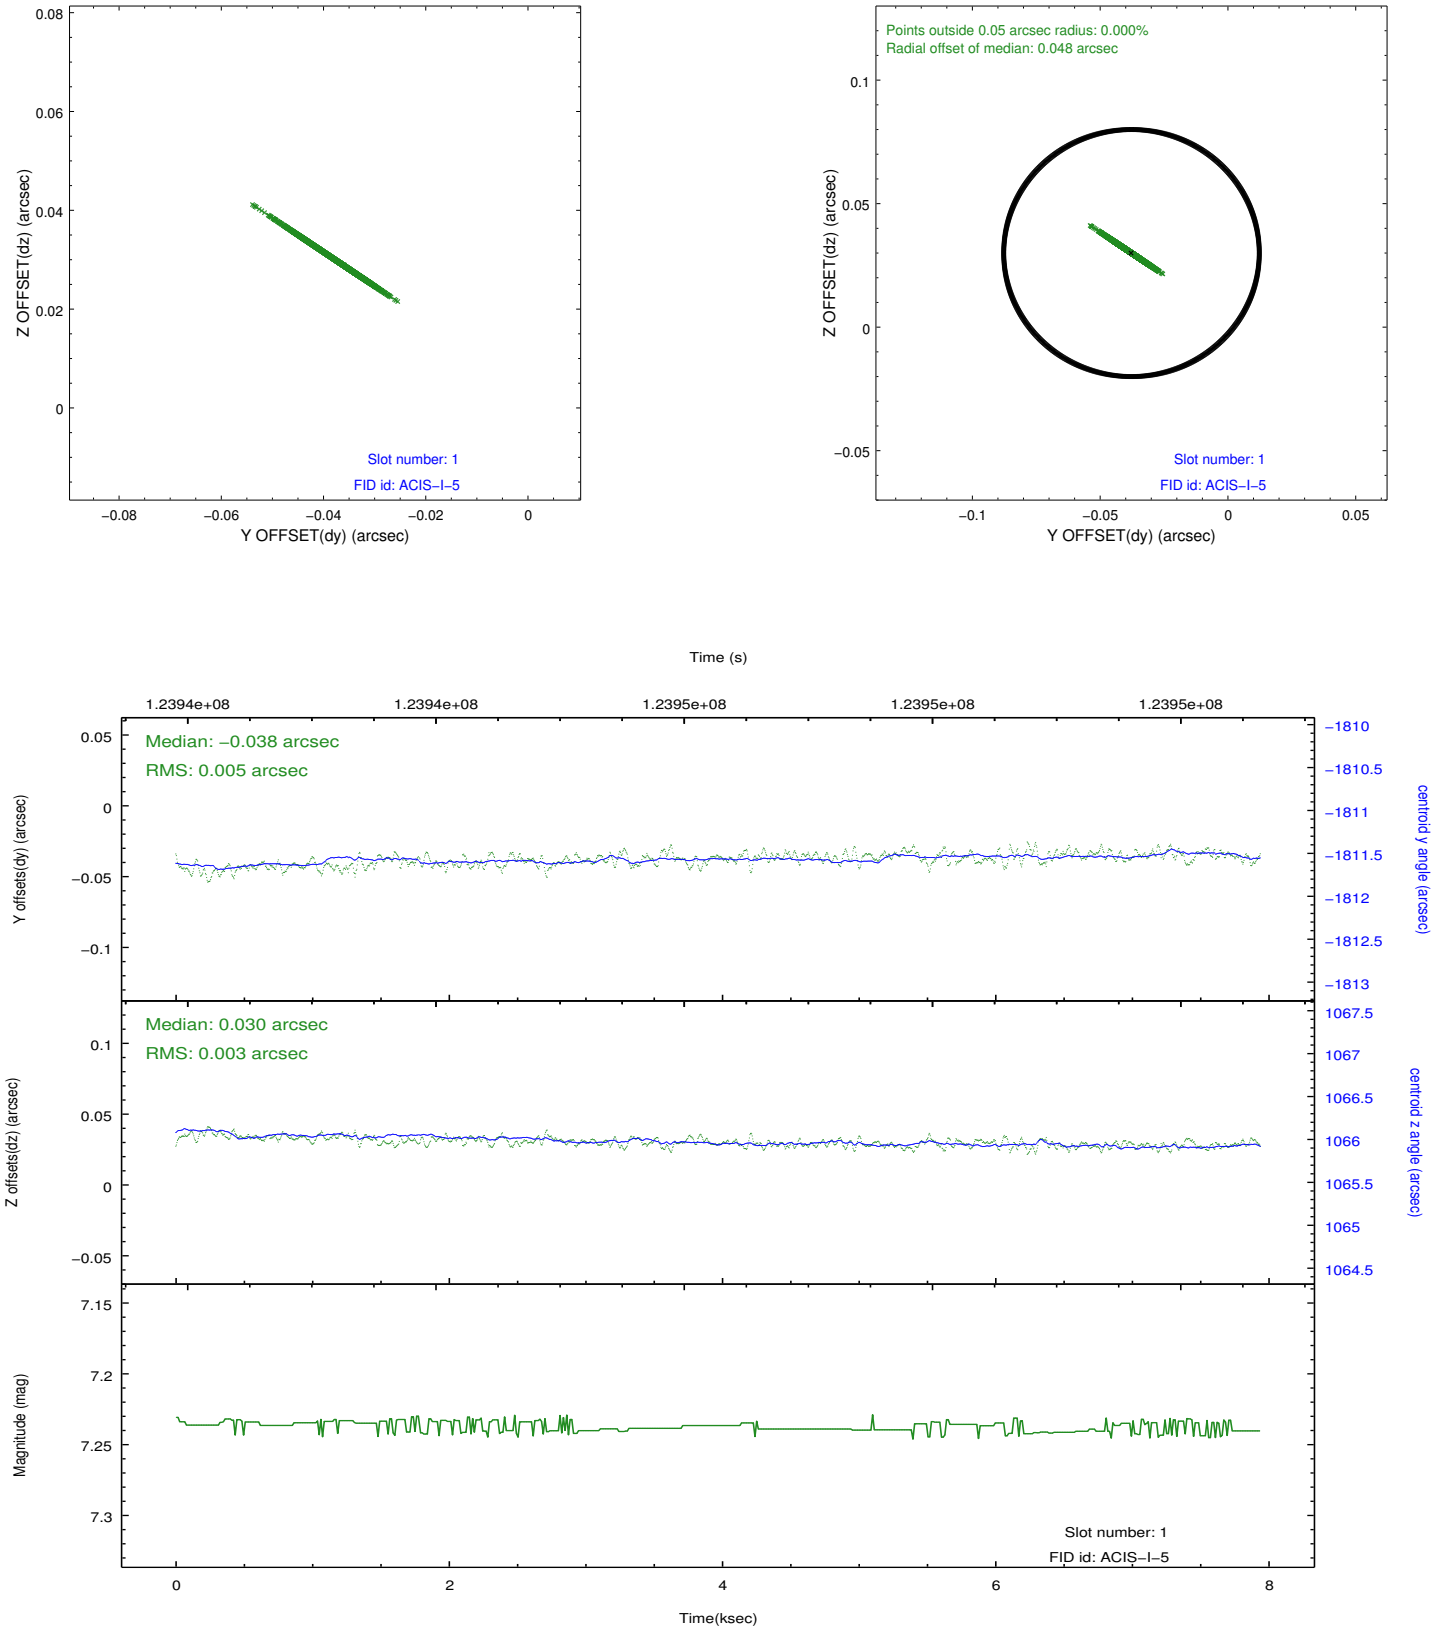 0.08
0.06
0.04
0.02
0
Z OFFSET(dz) (arcsec)
Slot number: 1
FID id: ACIS−I−5
−0.08 −0.06 −0.04 −0.02 0
Y OFFSET(dy) (arcsec)
Points outside 0.05 arcsec radius: 0.000%
Radial offset of median: 0.048 arcsec
0.1
0.05
0
−0.05
Z OFFSET(dz) (arcsec)
Slot number: 1
FID id: ACIS−I−5
−0.1 −0.05 0 0.05
Y OFFSET(dy) (arcsec)
Time (s)
1.2394e+08 1.2394e+08 1.2395e+08 1.2395e+08 1.2395e+08
Median: −0.038 arcsec
RMS: 0.005 arcsec
0.05
0
−0.05
−0.1
Y offsets(dy) (arcsec)
−1810
−1810.5
−1811
−1811.5
−1812
−1812.5
−1813
centroid y angle (arcsec)
Median: 0.030 arcsec
RMS: 0.003 arcsec
0.1
0.05
0
−0.05
Z offsets(dz) (arcsec)
1067.5
1067
1066.5
1066
1065.5
1065
1064.5
centroid z angle (arcsec)
7.15
7.2
7.25
7.3
Magnitude (mag)
Slot number: 1
FID id: ACIS−I−5
0 2 4 6 8
Time(ksec)